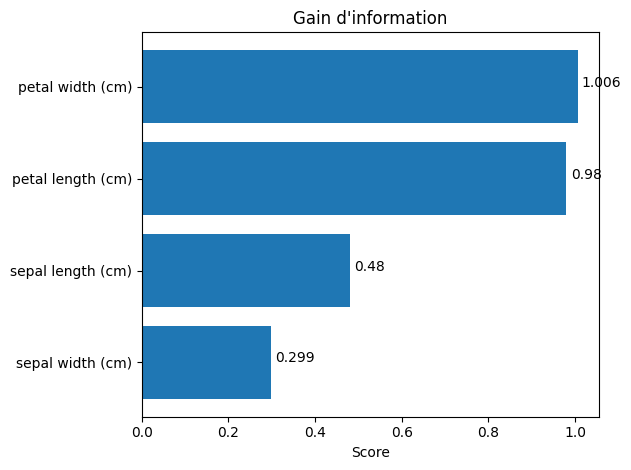 Gain d'information
petal width (cm)
1.006
petal length (cm)
0.98
sepal length (cm)
0.48
sepal width (cm)
0.299
0.0 0.2 0.4 0.6 0.8 1.0
Score